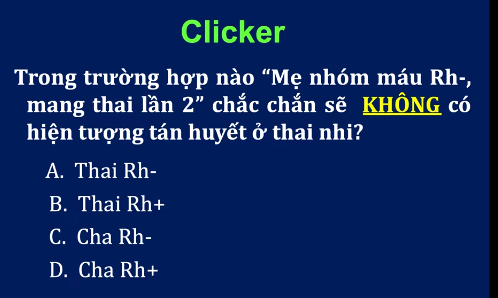 Clicker
Trong trường hợp nào “Mẹ nhóm máu Rh-,
mang thai lần 2” chắc chắn sẽ KHÔNG có
hiện tượng tán huyết ở thai nhi?
A. Thai Rh-
B. Thai Rh+
C. Cha Rh-
D. Cha Rh+